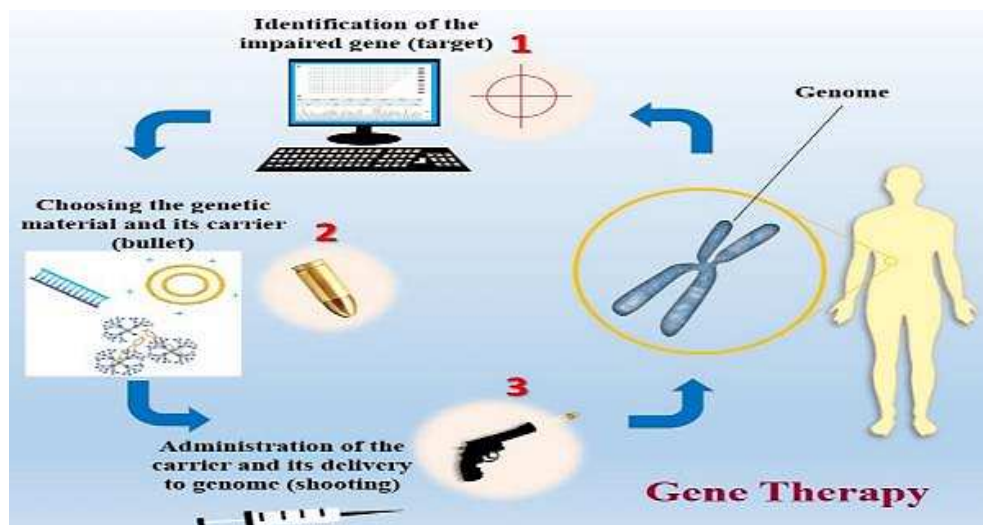 Identification of the
impaired gene (target)
1
Genome
Choosing the genetic
material and its carrier
(bullet)
2
3
Administration of the
carrier and its delivery
to genome (shooting)
Gene Therapy